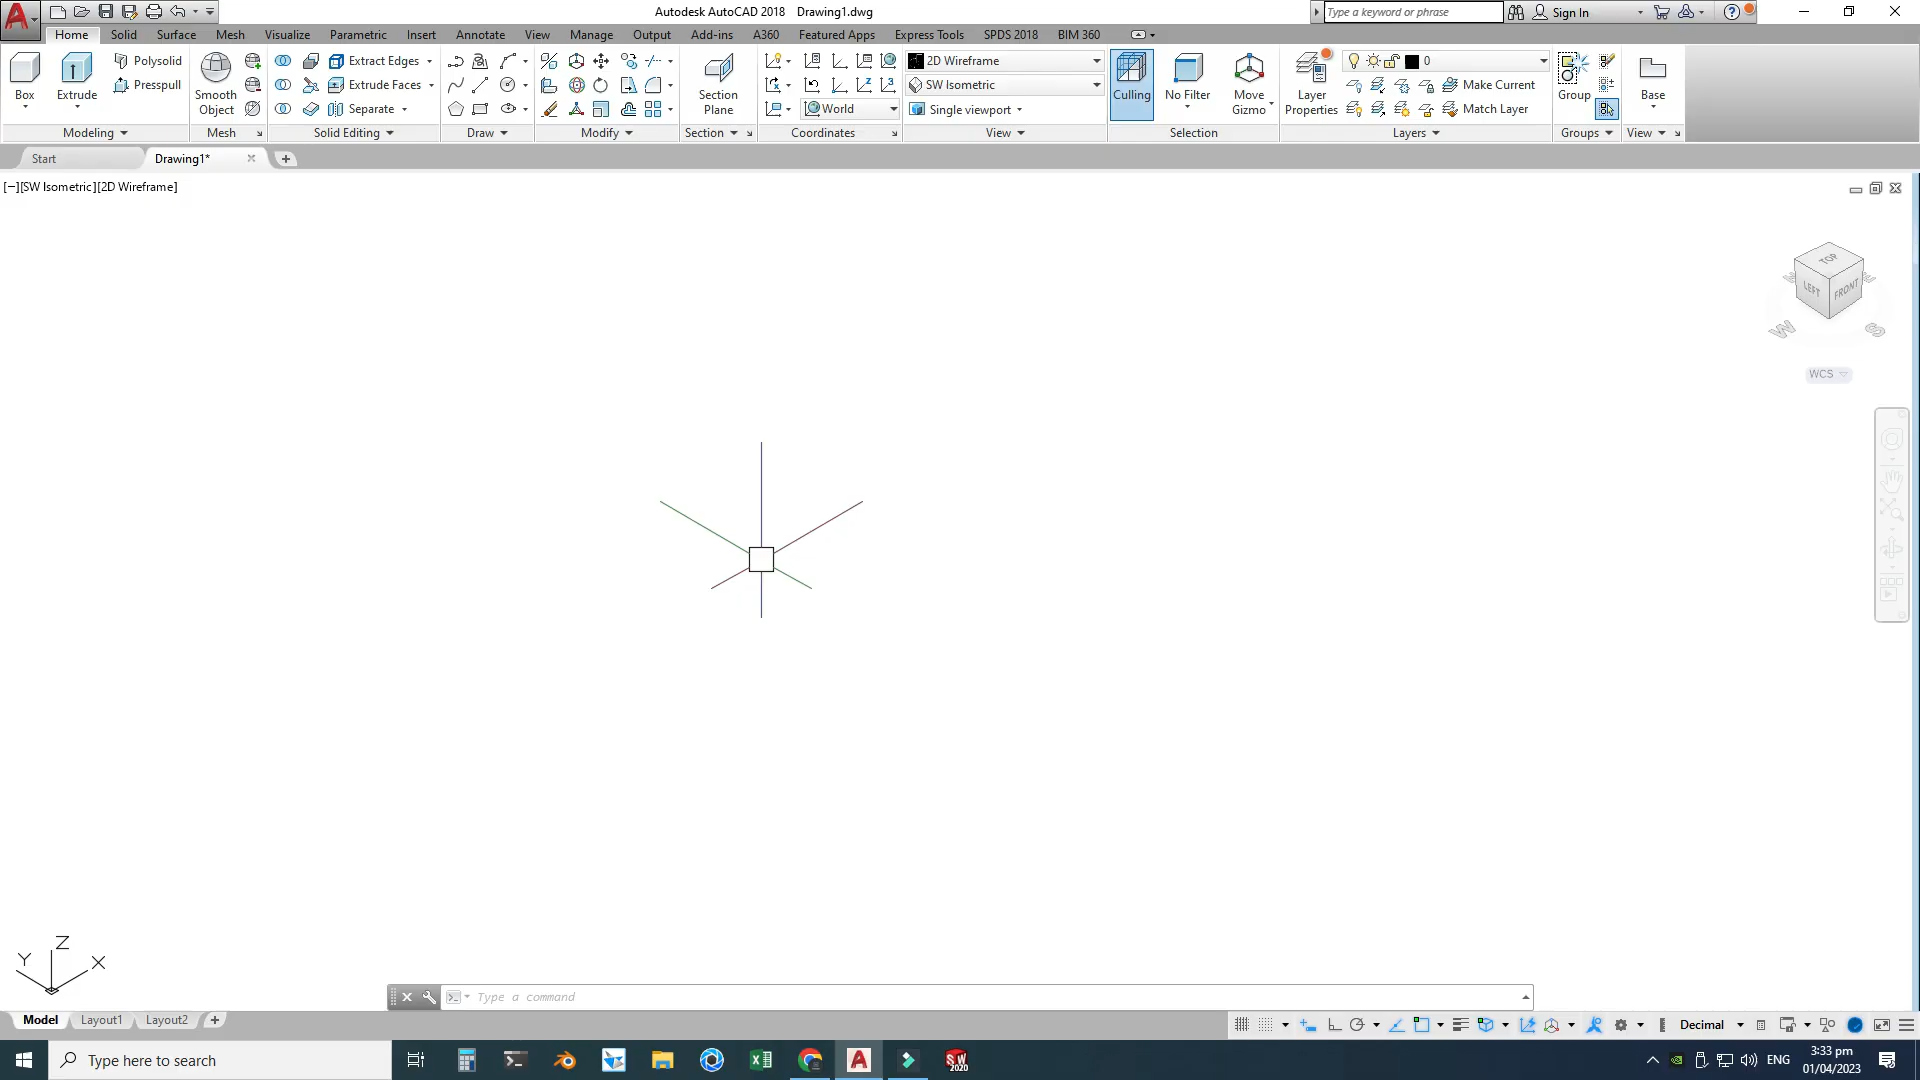 Autodesk AutoCAD 2018 Drawing1.dwg
Type a keyword or phrase
Sign In
Home Solid Surface Mesh Visualize Parametric Insert Annotate View Manage Output Add-ins A360 Featured Apps Express Tools SPDS 2018 BIM 360
Polysolid Extract Edges 2D Wireframe 0
Presspull Extrude Faces SW Isometric Make Current
Box Extrude Smooth Object Separate Section Plane World Single viewport Culling No Filter Move Gizmo Layer Properties Match Layer Group Base
Modeling Mesh Solid Editing Draw Modify Section Coordinates View Selection Layers Groups View
Start Drawing1*
[−][SW Isometric][2D Wireframe]
TOP
LEFT FRONT
W S
WCS
Z
Y X
Type a command
Model Layout1 Layout2
Decimal
Type here to search
SW
2020
ENG
3:33 pm
01/04/2023